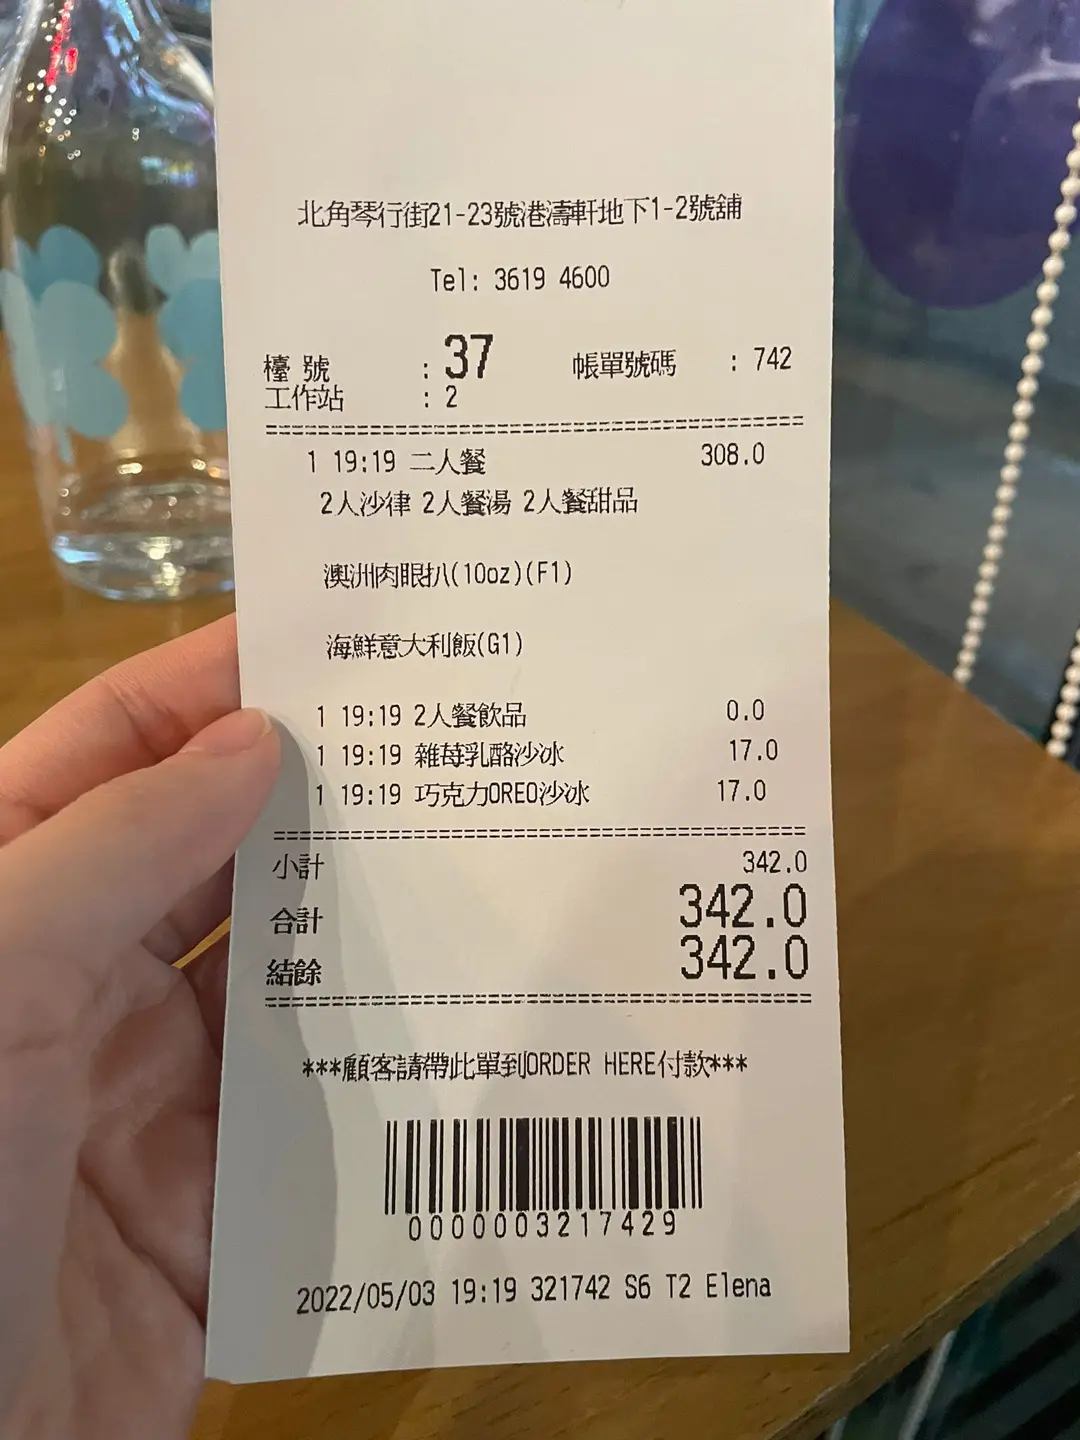 北角琴行街21-23號港濤軒地下1-2號舖
Tel: 3619 4600
檯 號 : 37 帳單號碼 : 742
工作站 : 2
1 19:19 二人餐 308.0
2人沙律 2人餐湯 2人餐甜品
澳洲肉眼扒(10oz)(F1)
海鮮意大利飯(G1)
1 19:19 2人餐飲品 0.0
1 19:19 雜莓乳酪沙冰 17.0
1 19:19 巧克力OREO沙冰 17.0
小計 342.0
合計 342.0
結餘 342.0
***顧客請帶此單到ORDER HERE付款***
0000003217429
2022/05/03 19:19 321742 S6 T2 Elena